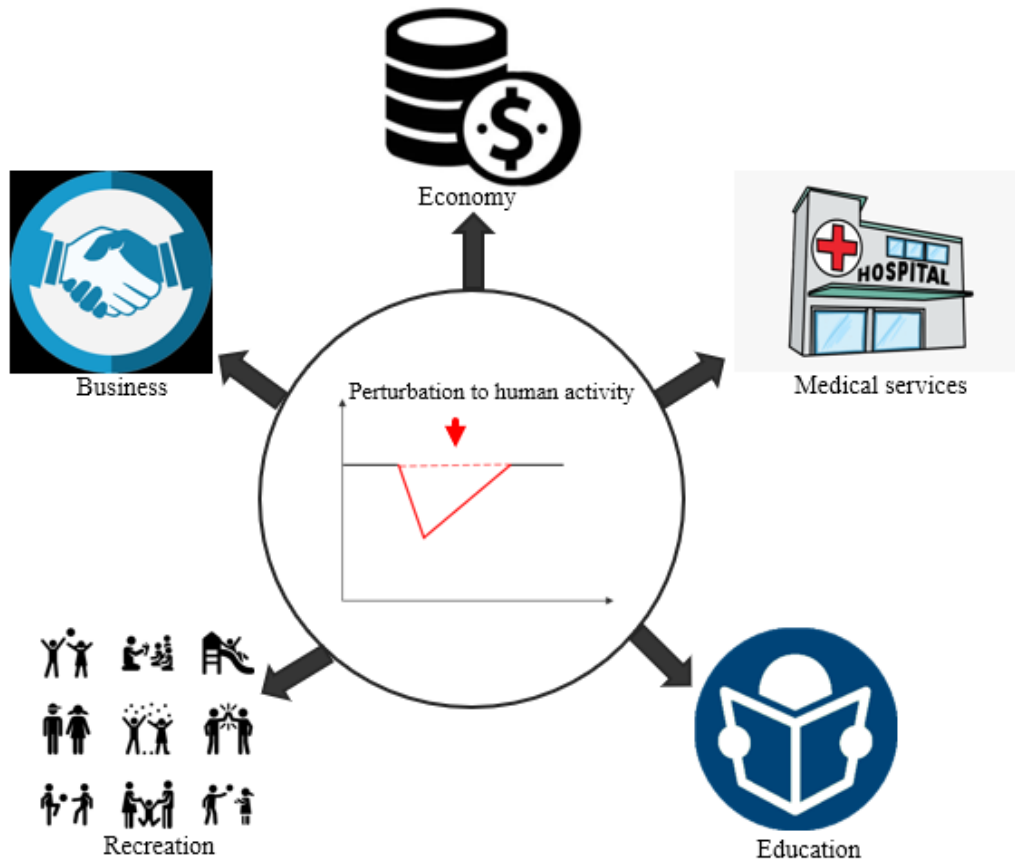 $
Economy
HOSPITAL
Business
Medical services
Perturbation to human activity
Recreation
Education